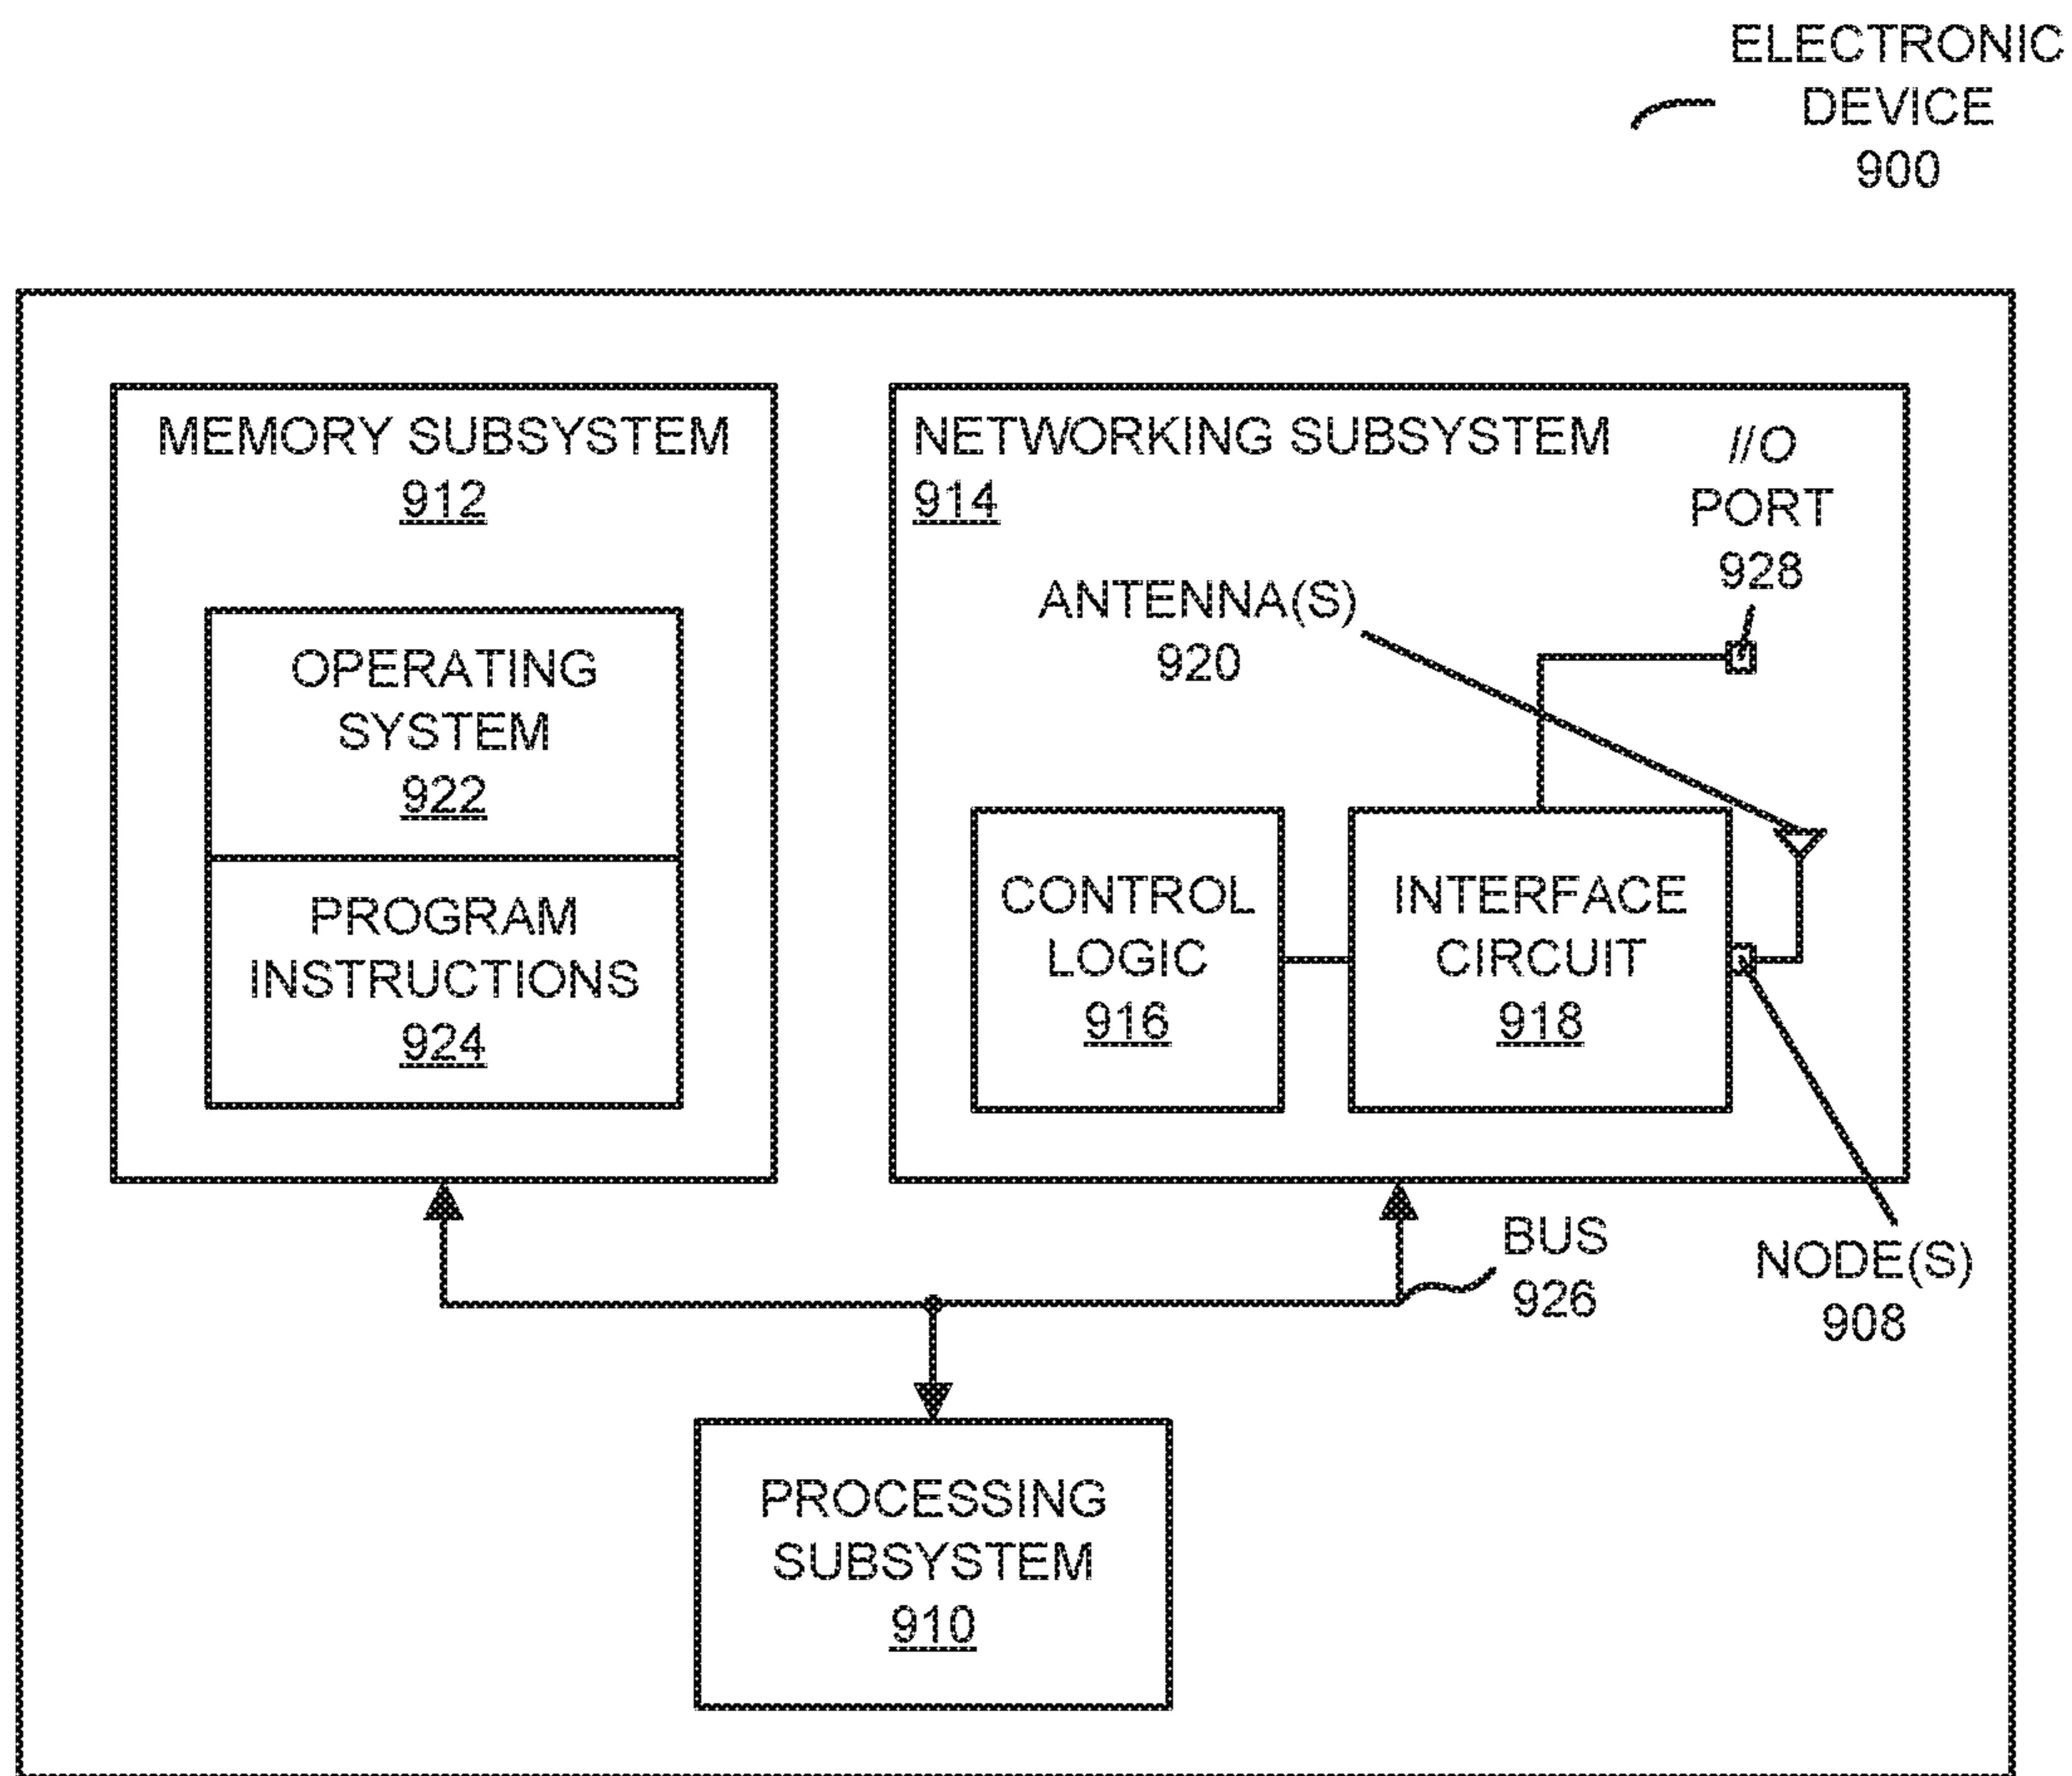 ELECTRONIC
DEVICE
900
MEMORY SUBSYSTEM
912
OPERATING
SYSTEM
922
PROGRAM
INSTRUCTIONS
924
NETWORKING SUBSYSTEM
914
I/O
PORT
928
ANTENNA(S)
920
CONTROL
LOGIC
916
INTERFACE
CIRCUIT
918
BUS
926
NODE(S)
908
PROCESSING
SUBSYSTEM
910